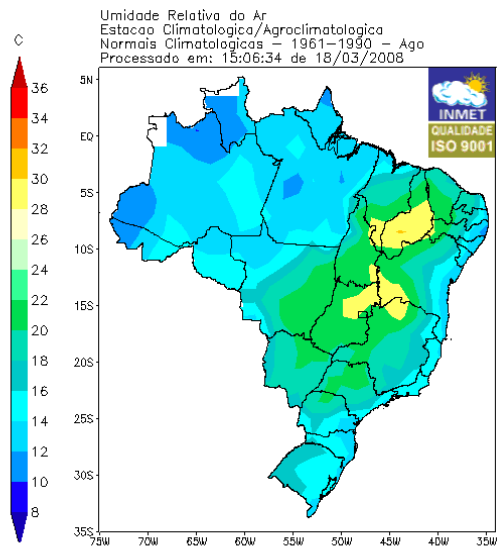 Umidade Relativa do Ar
Estacao Climatologica/Agroclimatologica
Normais Climatologicas - 1961-1990 - Ago
Processado em: 15:06:34 de 18/03/2008
C
36
34
32
30
28
26
24
22
20
18
16
14
12
10
8
INMET
QUALIDADE
ISO 9001
5N
EQ
5S
10S
15S
20S
25S
30S
35S
75W 70W 65W 60W 55W 50W 45W 40W 35W